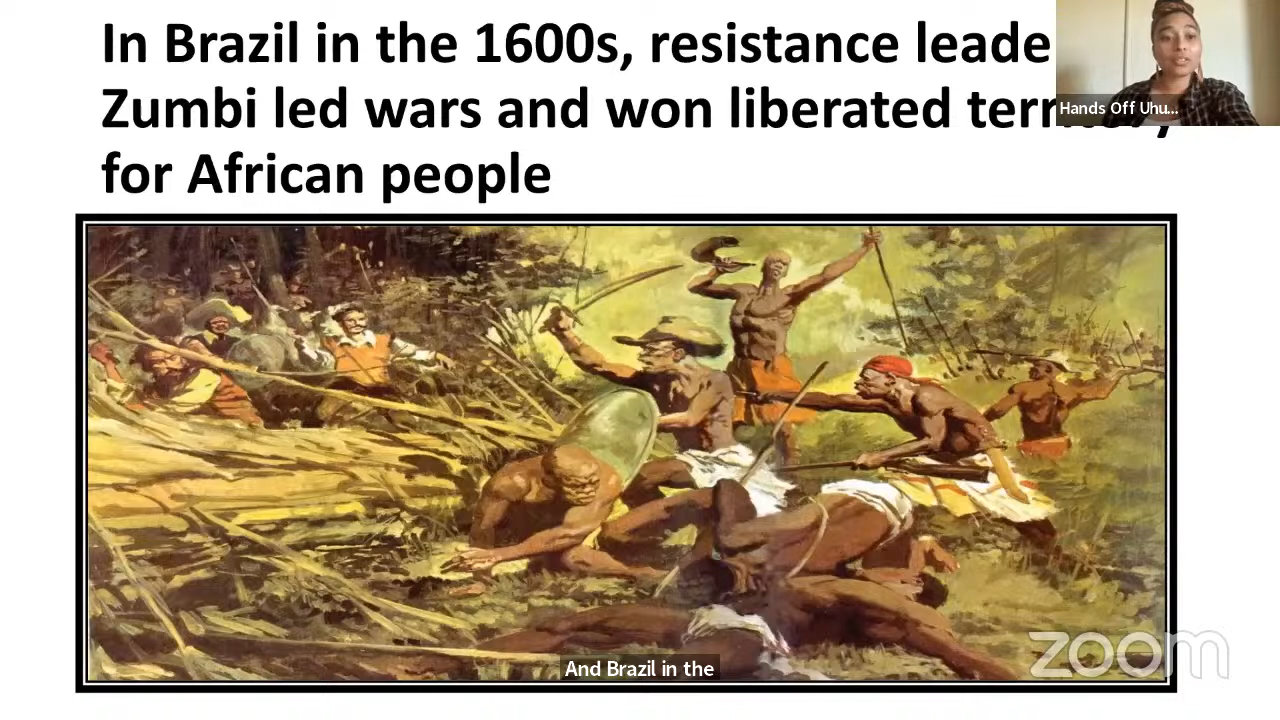 In Brazil in the 1600s, resistance leade
Zumbi led wars and won liberated
for African people
Hands Off Uhu...
And Brazil in the
zoom